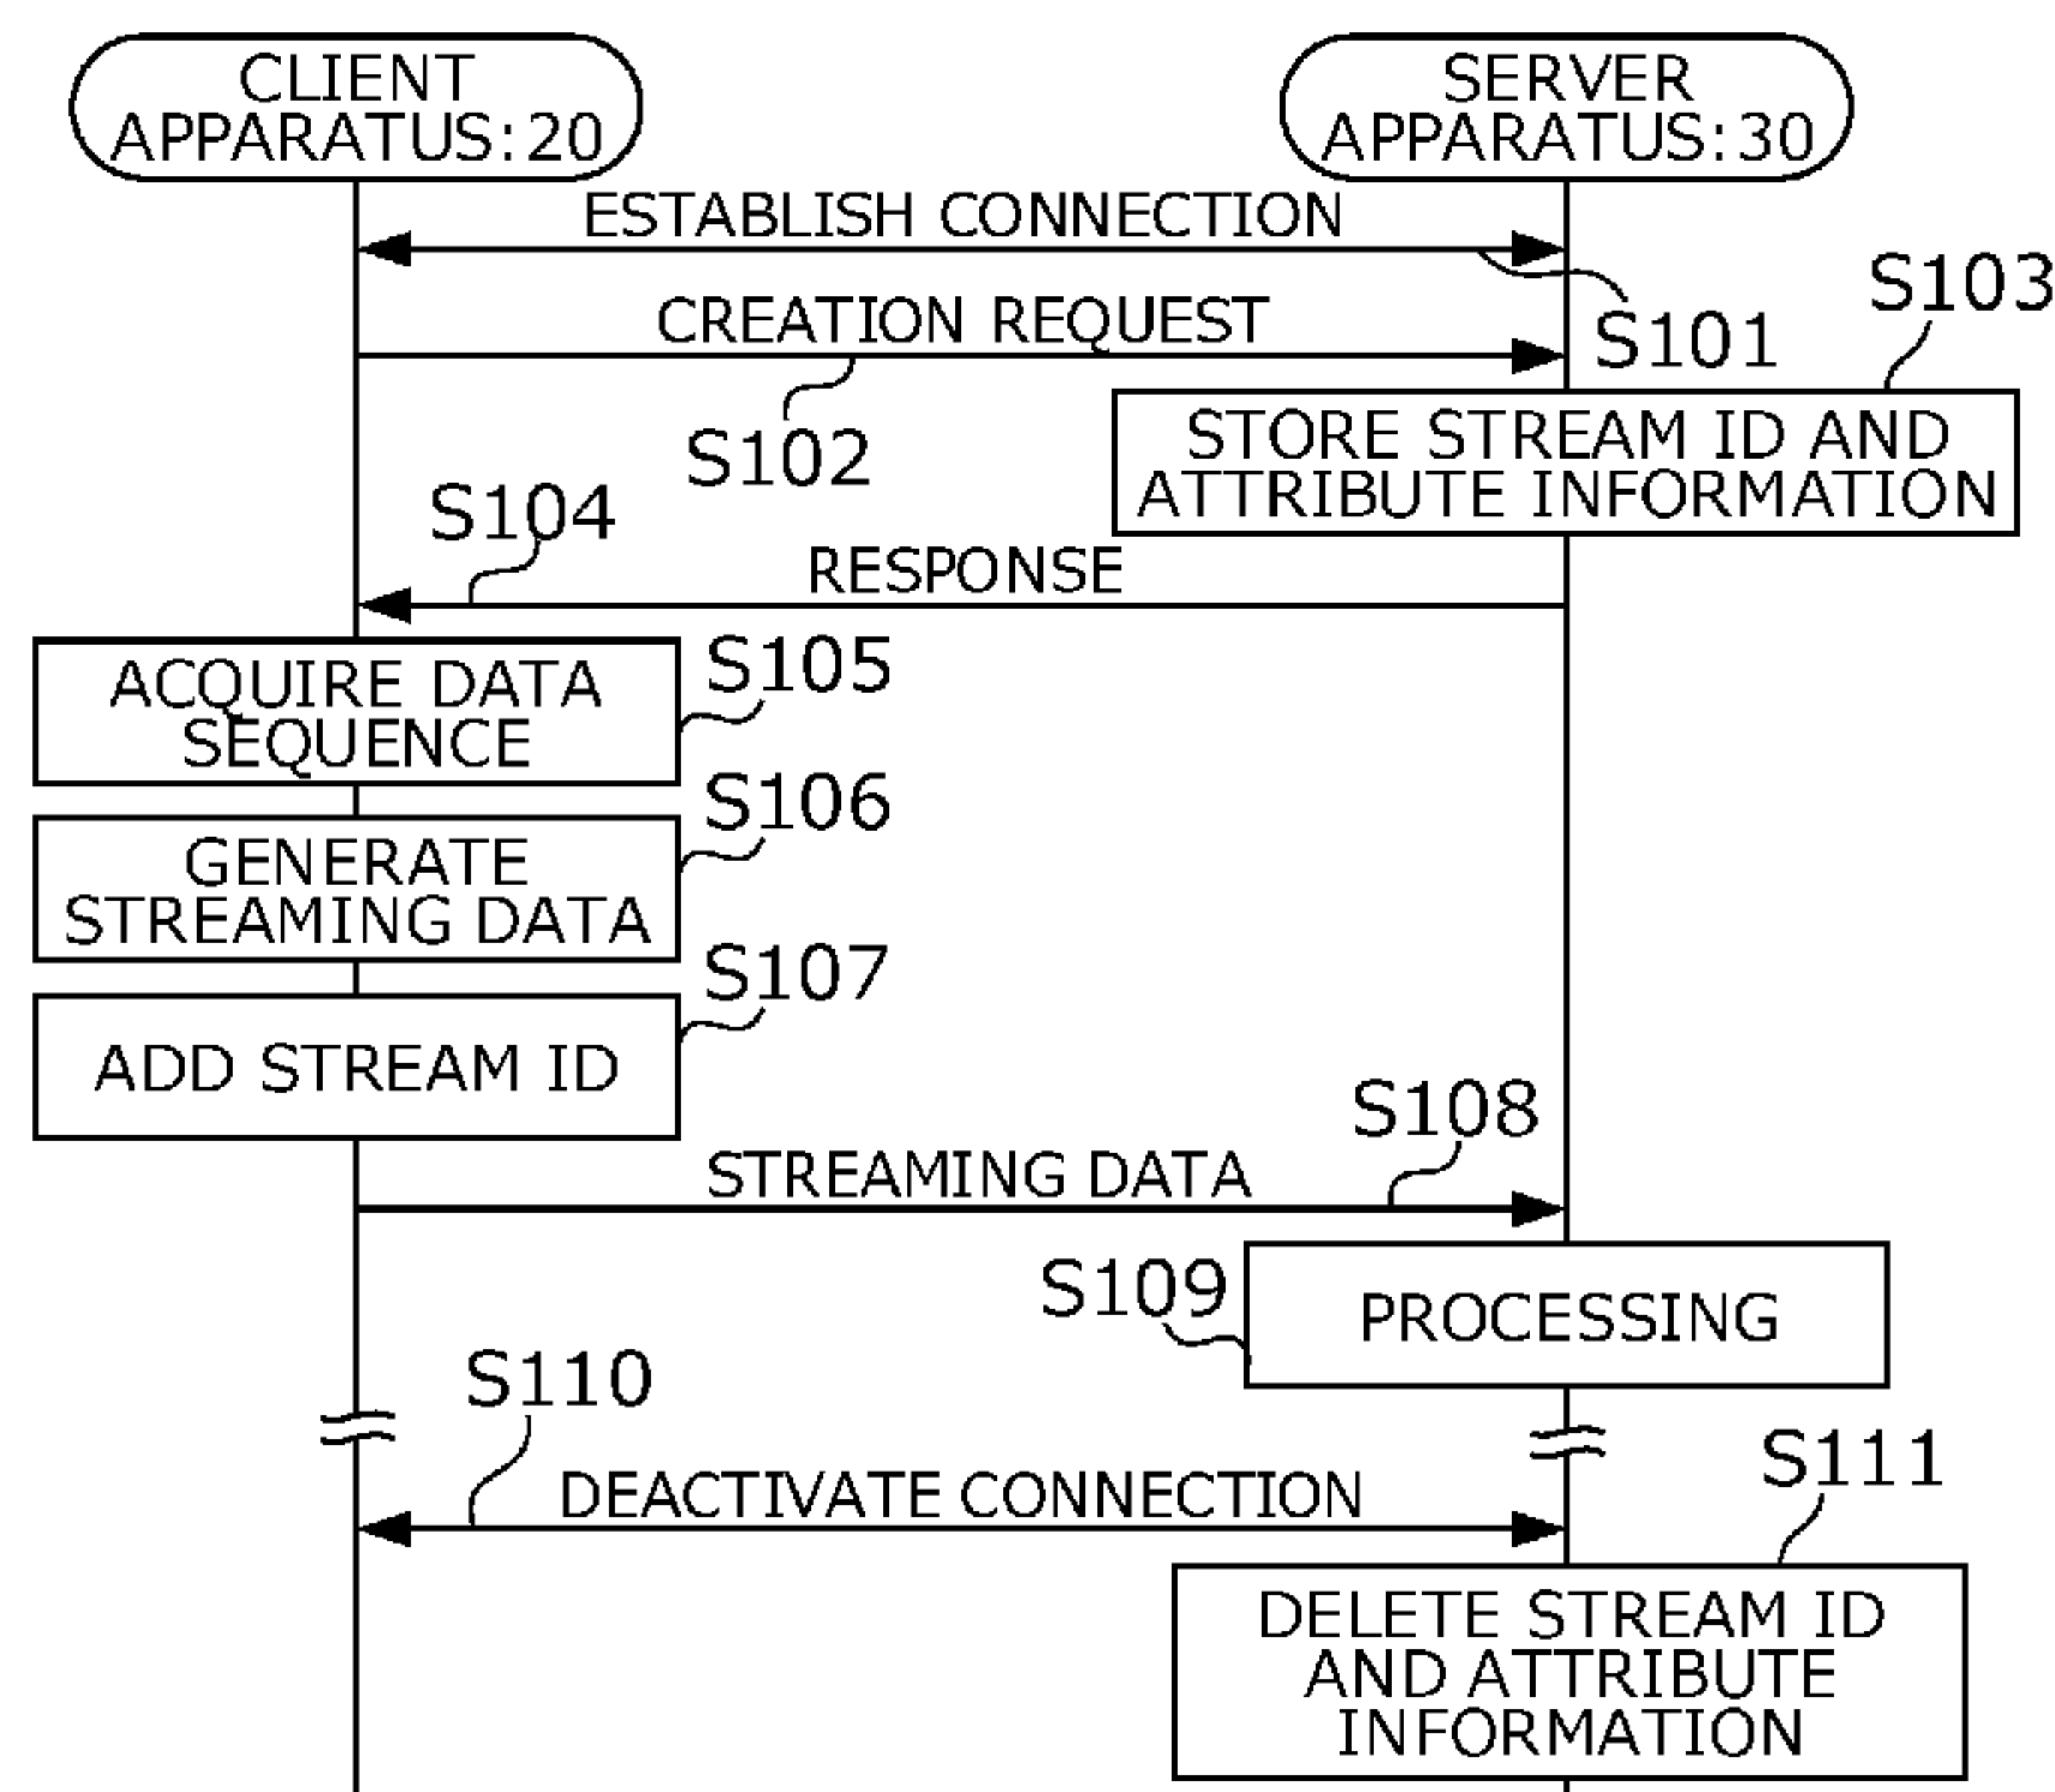 CLIENT
APPARATUS:20
SERVER
APPARATUS:30
ESTABLISH CONNECTION
S101
S103
CREATION REQUEST
S102
STORE STREAM ID AND
ATTRIBUTE INFORMATION
S104
RESPONSE
ACQUIRE DATA
SEQUENCE
S105
GENERATE
STREAMING DATA
S106
ADD STREAM ID
S107
S108
STREAMING DATA
S109
PROCESSING
S110
DEACTIVATE CONNECTION
S111
DELETE STREAM ID
AND ATTRIBUTE
INFORMATION